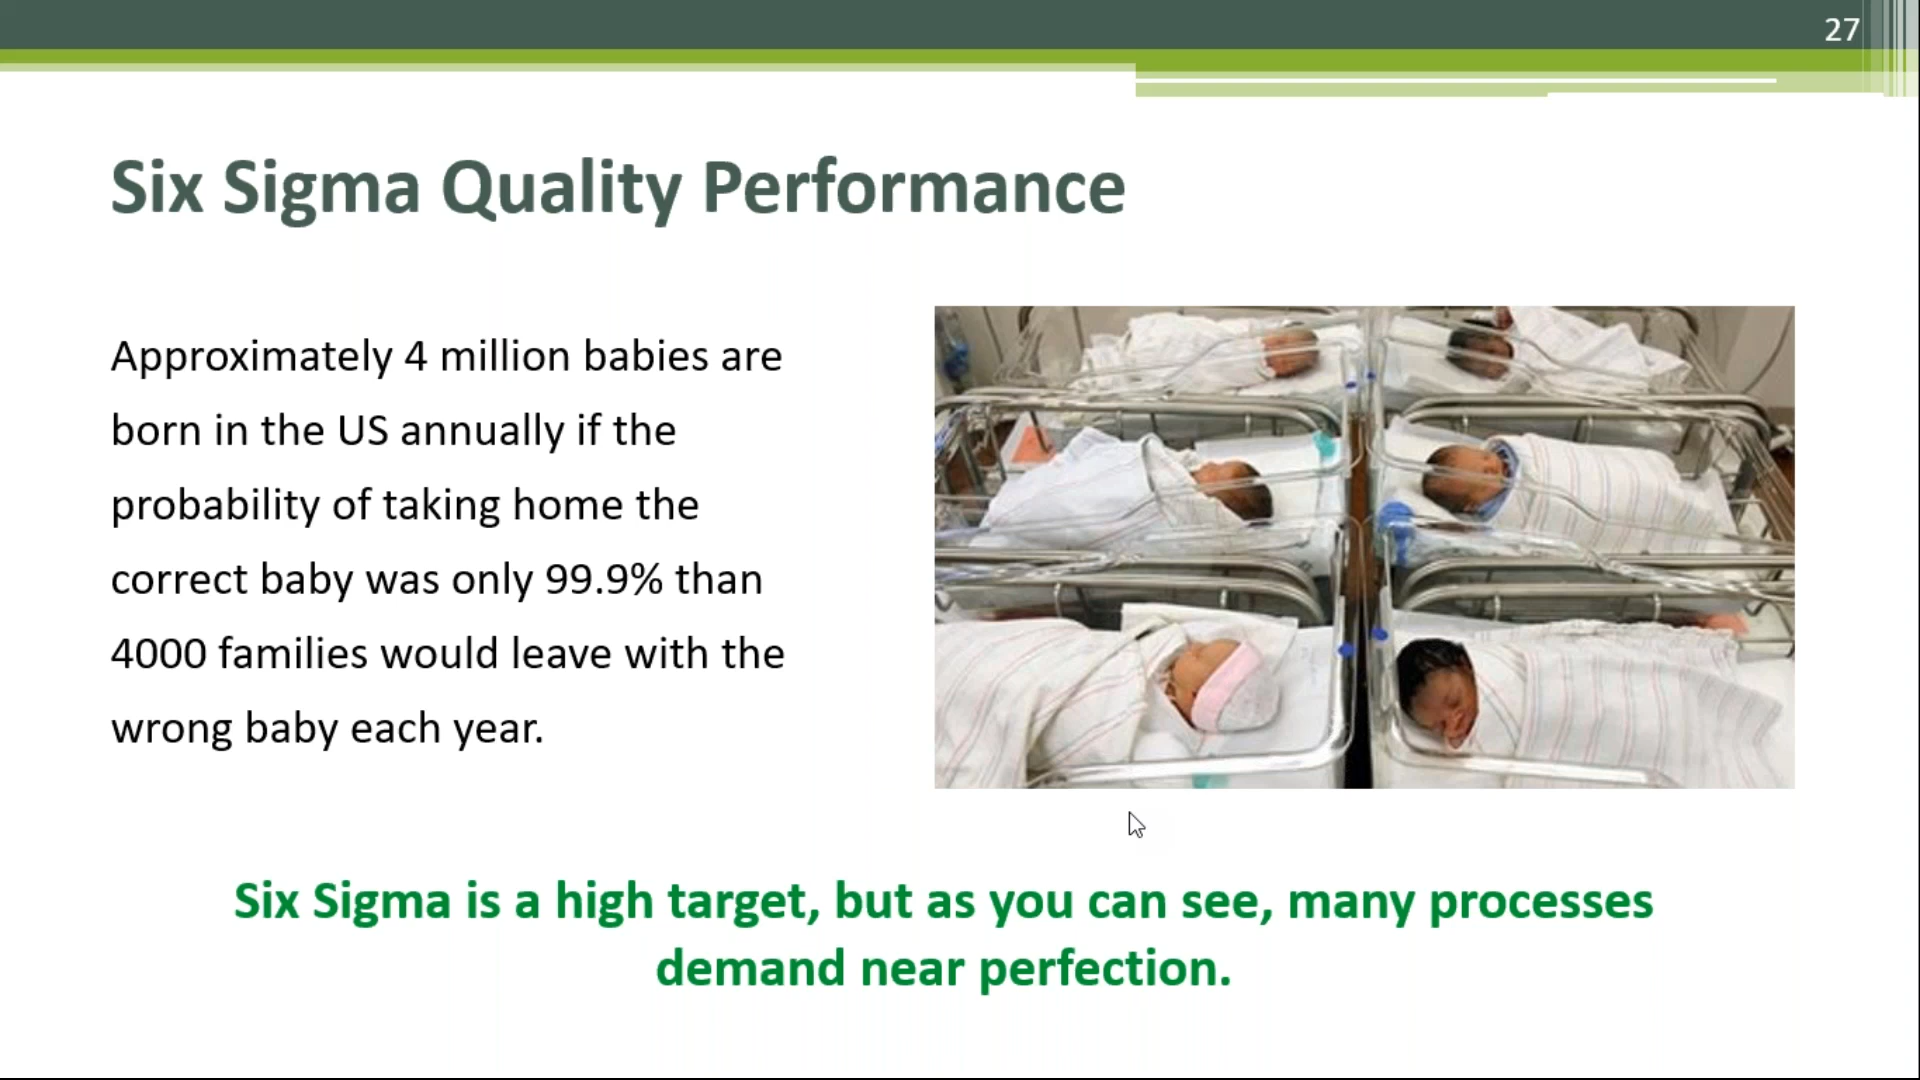 27
Six Sigma Quality Performance
Approximately 4 million babies are
born in the US annually if the
probability of taking home the
correct baby was only 99.9% than
4000 families would leave with the
wrong baby each year.
Six Sigma is a high target, but as you can see, many processes
demand near perfection.